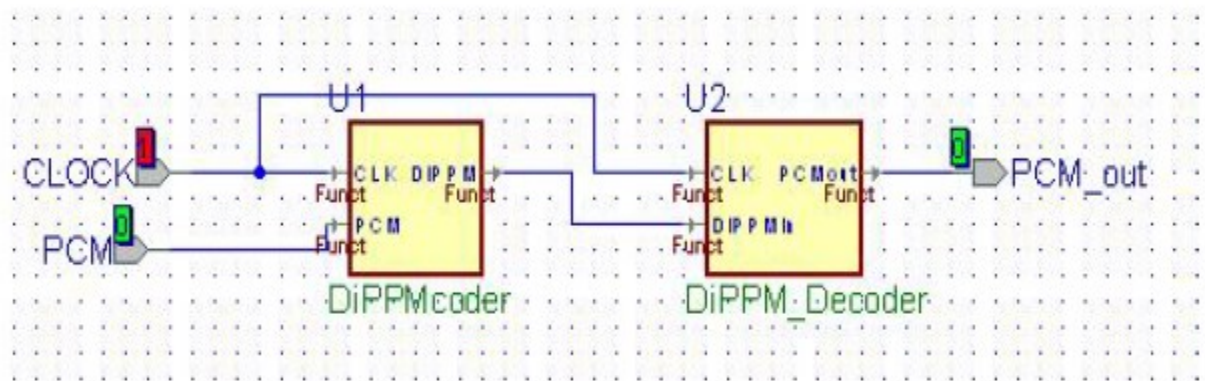 U1 U2
1 0
CLOCK CLK DIPPM CLK PCMout PCM_out
Funct Funct Funct Funct
0
PCM PCM DIPPMIn
Funct Funct
DiPPMcoder DiPPM_Decoder